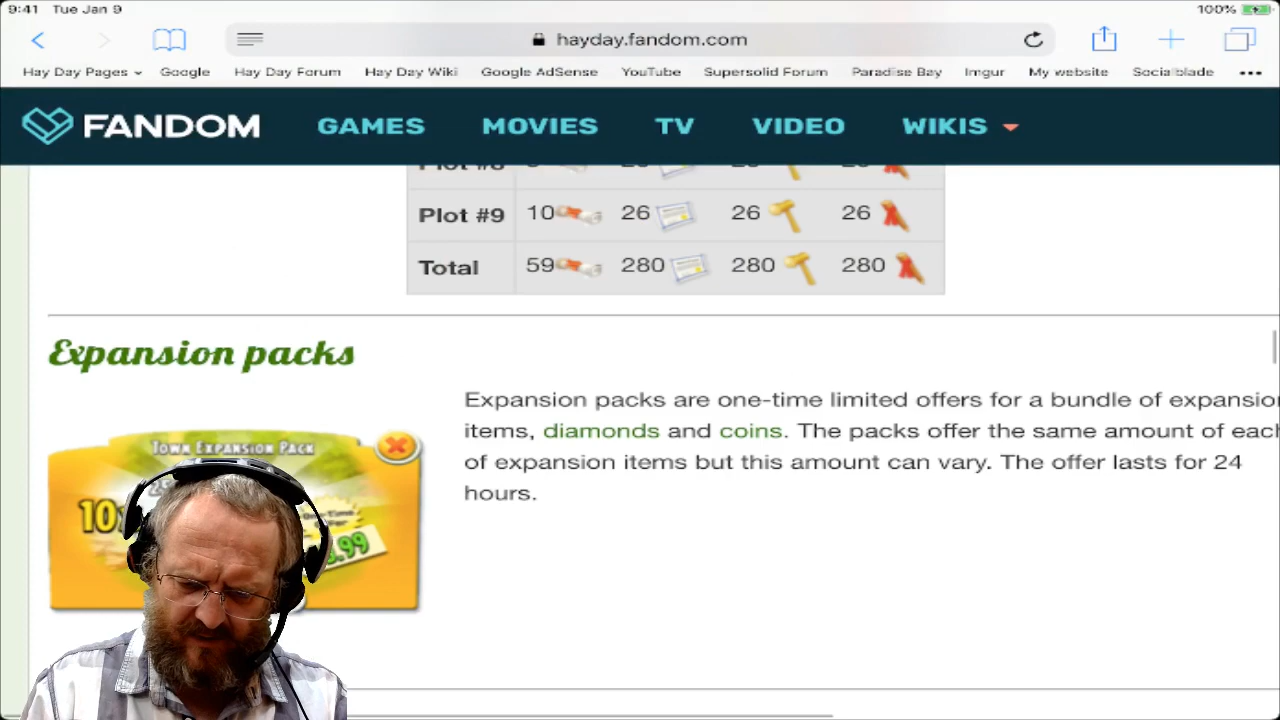 9:41 Tue Jan 9
100%
hayday.fandom.com
Hay Day Pages Google Hay Day Forum Hay Day Wiki Google AdSense YouTube Supersolid Forum Paradise Bay Imgur My website Socialblade
FANDOM GAMES MOVIES TV VIDEO WIKIS
Plot #9 10 26 26 26
Total 59 280 280 280
Expansion packs
Expansion packs are one-time limited offers for a bundle of expansion
items, diamonds and coins. The packs offer the same amount of each
of expansion items but this amount can vary. The offer lasts for 24
hours.
Town Expansion Pack